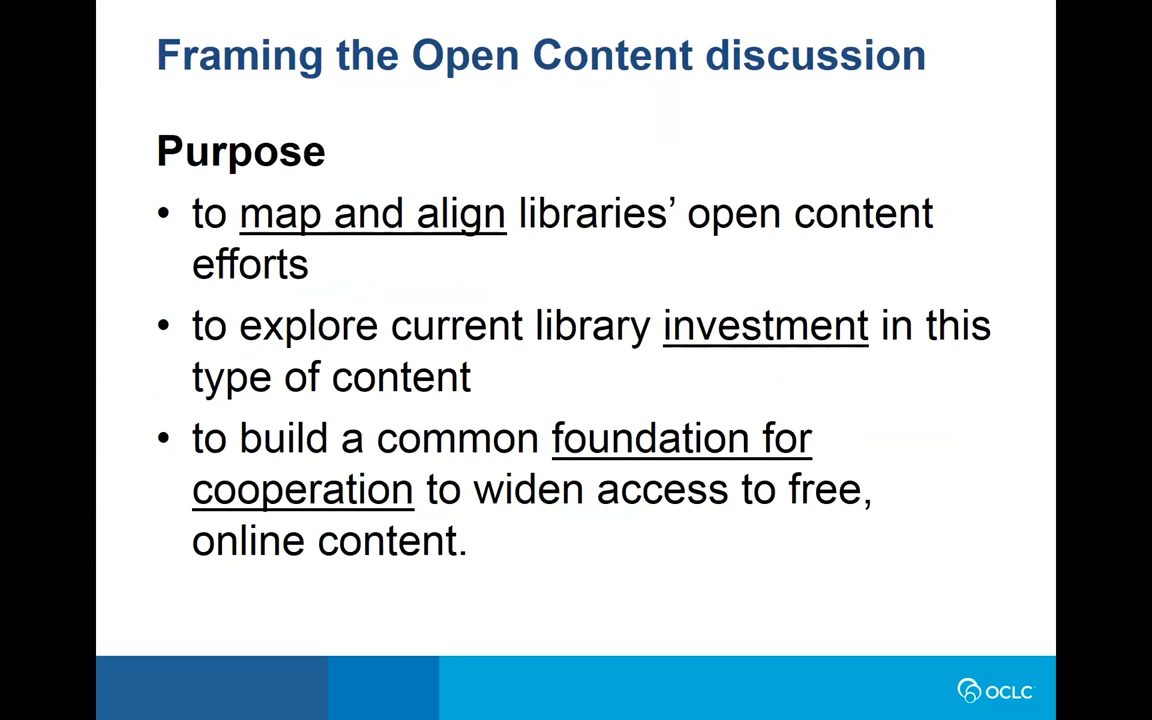 Framing the Open Content discussion
Purpose
• to map and align libraries’ open content
efforts
• to explore current library investment in this
type of content
• to build a common foundation for
cooperation to widen access to free,
online content.
OCLC